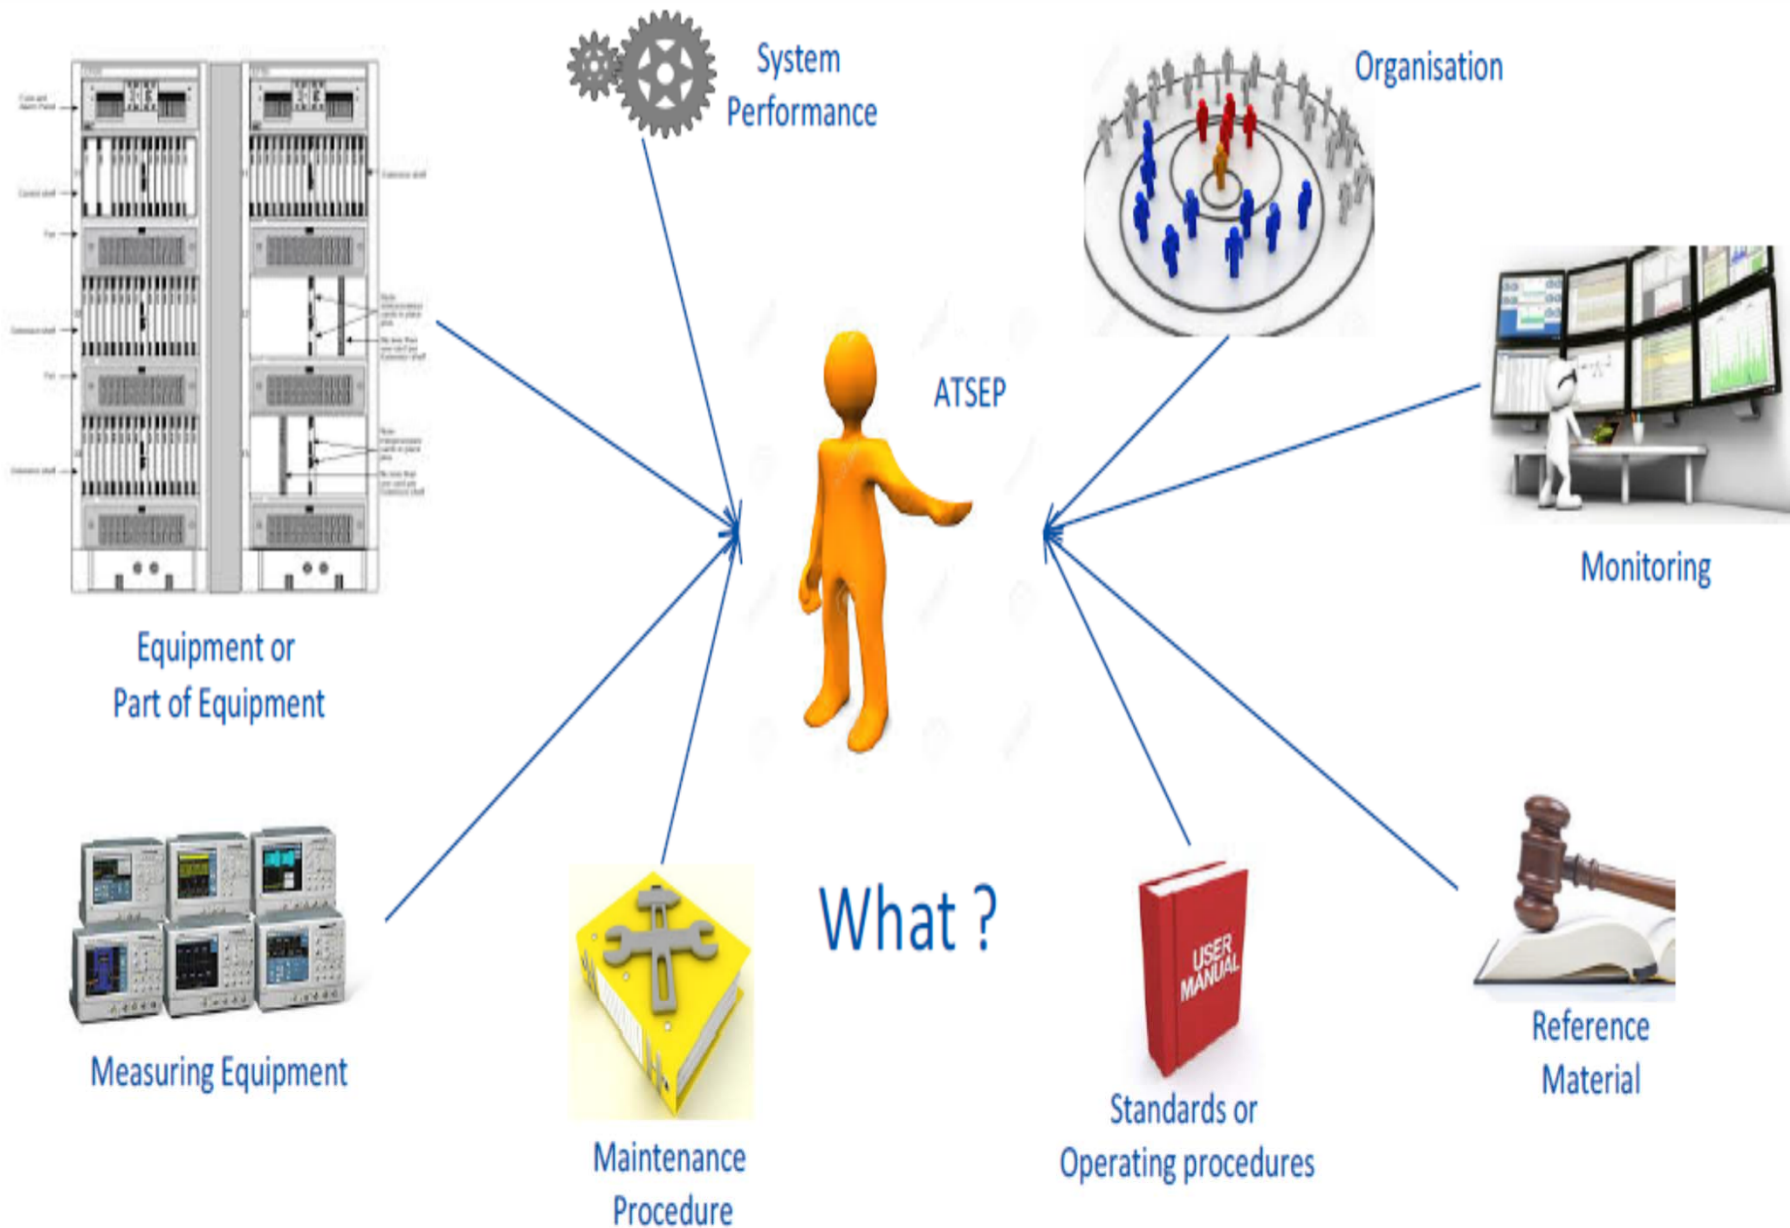 System
Performance
Organisation
ATSEP
Monitoring
Equipment or
Part of Equipment
What ?
USER
MANUAL
Measuring Equipment
Reference
Material
Standards or
Operating procedures
Maintenance
Procedure